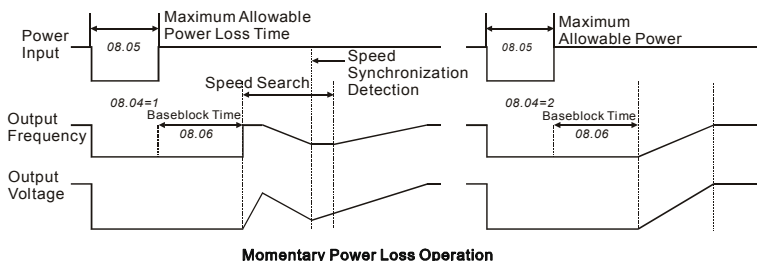 Power
Input
08.05
Maximum Allowable
Power Loss Time
Speed
Synchronization
Detection
Speed Search
08.05
Maximum
Allowable Power
Output
Frequency
08.04=1
Baseblock Time
08.06
08.04=2
Baseblock Time
08.06
Output
Voltage
Momentary Power Loss Operation